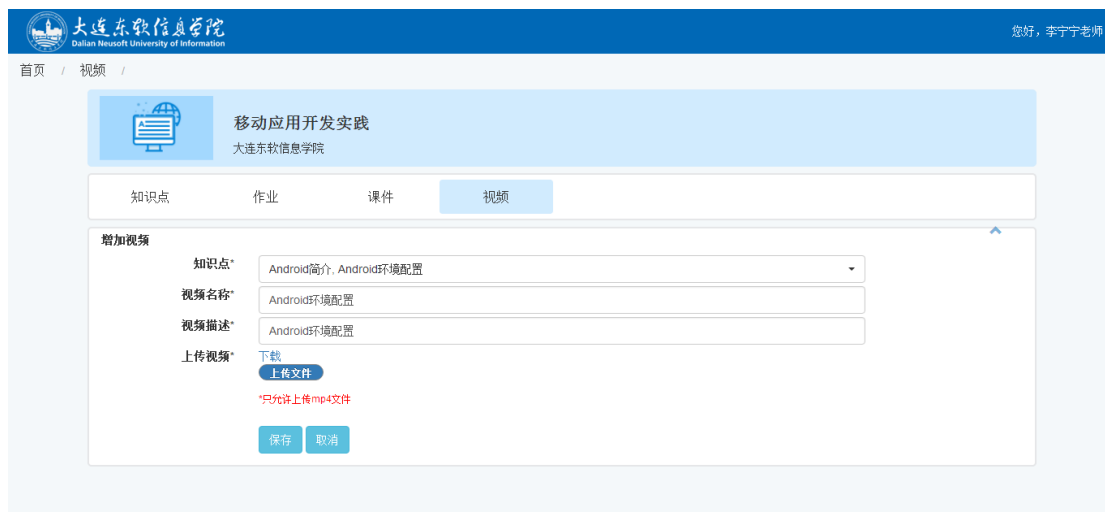 大连东软信息学院
Dalian Neusoft University of Information
您好，李宁宁老师
首页 / 视频 /
移动应用开发实践
大连东软信息学院
知识点 作业 课件 视频
增加视频
知识点* Android简介, Android环境配置
视频名称* Android环境配置
视频描述* Android环境配置
上传视频* 下载
上传文件
*只允许上传mp4文件
保存 取消